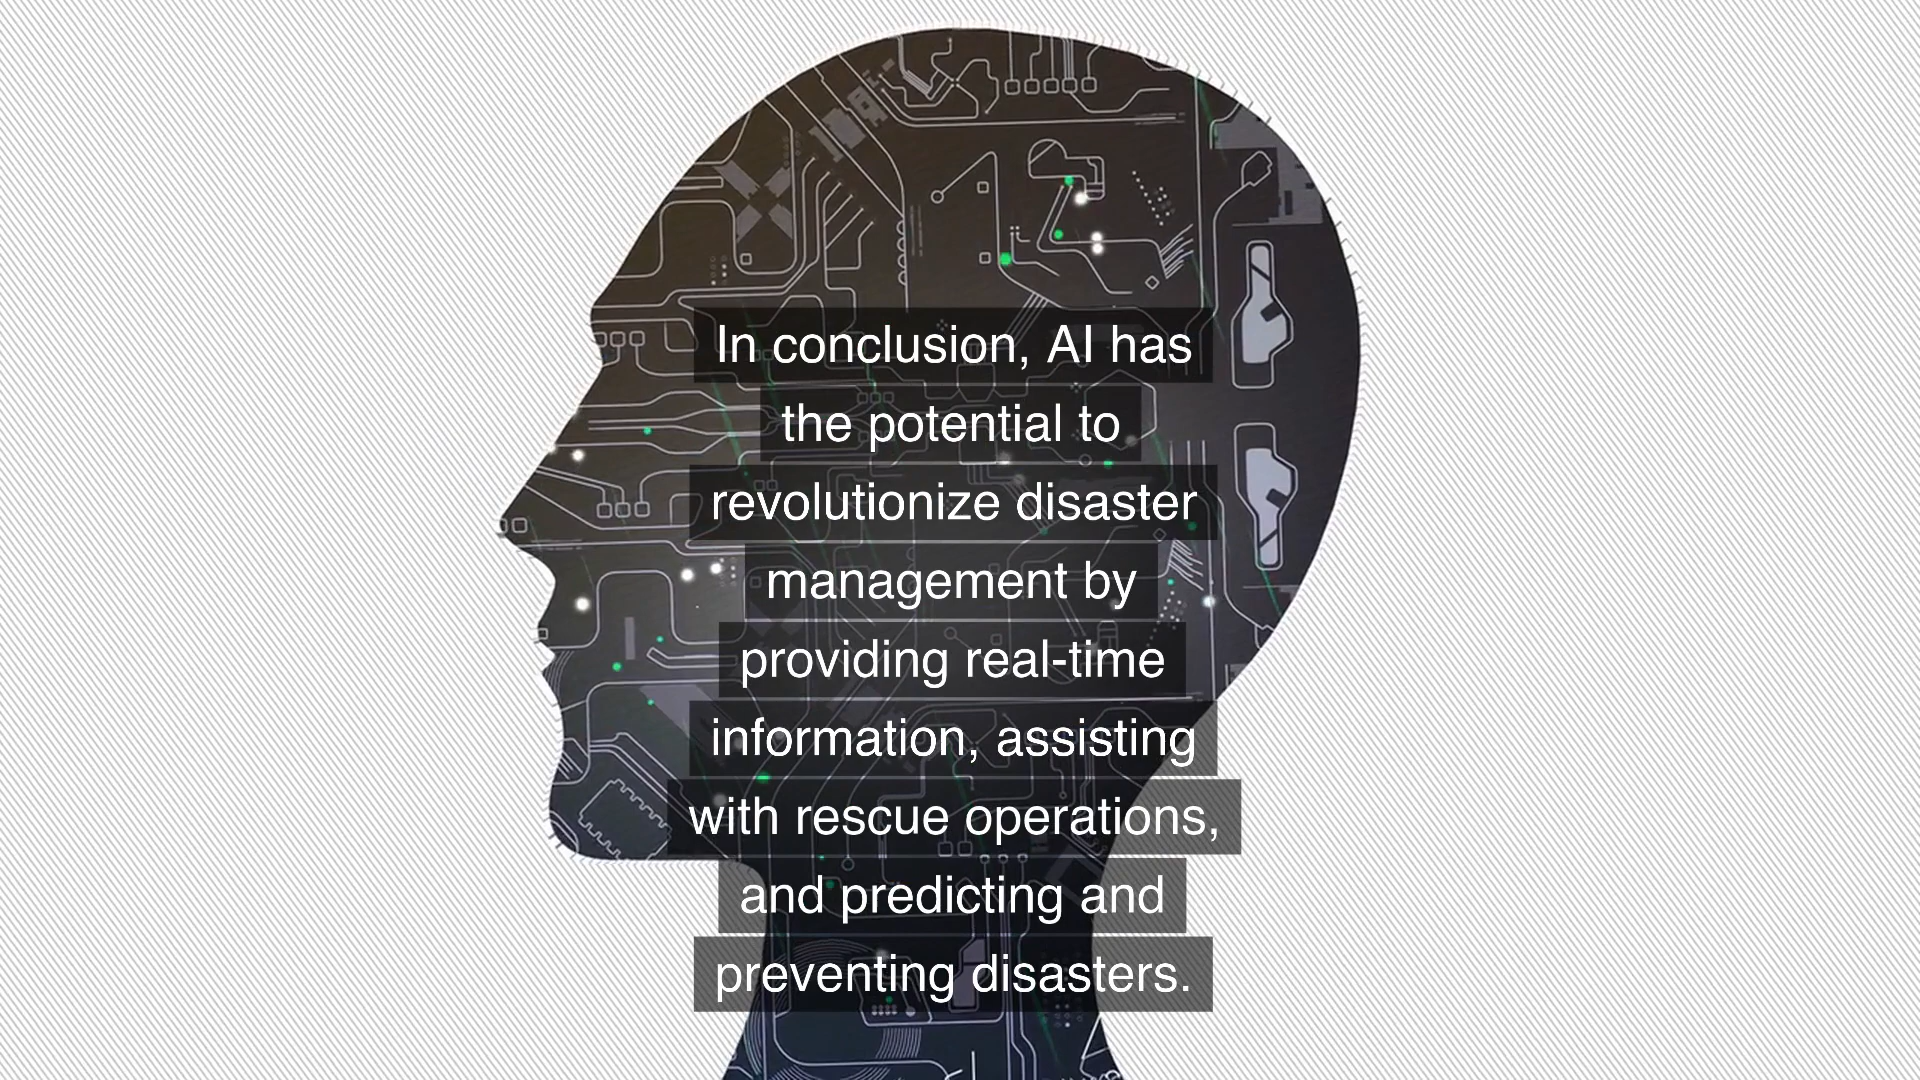 In conclusion, AI has
the potential to
revolutionize disaster
management by
providing real-time
information, assisting
with rescue operations,
and predicting and
preventing disasters.